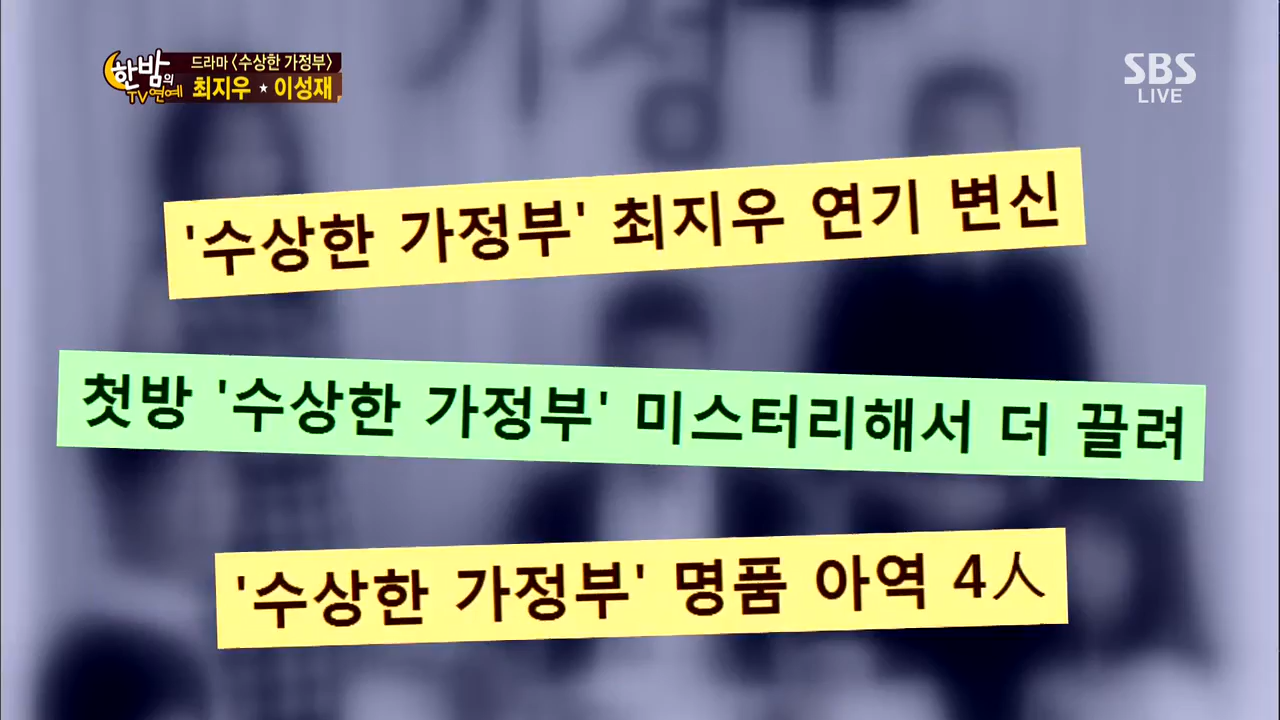 한밤의
TV연예
드라마 <수상한 가정부>
최지우 ★ 이성재
SBS
LIVE
'수상한 가정부' 최지우 연기 변신
첫방 '수상한 가정부' 미스터리해서 더 끌려
'수상한 가정부' 명품 아역 4人